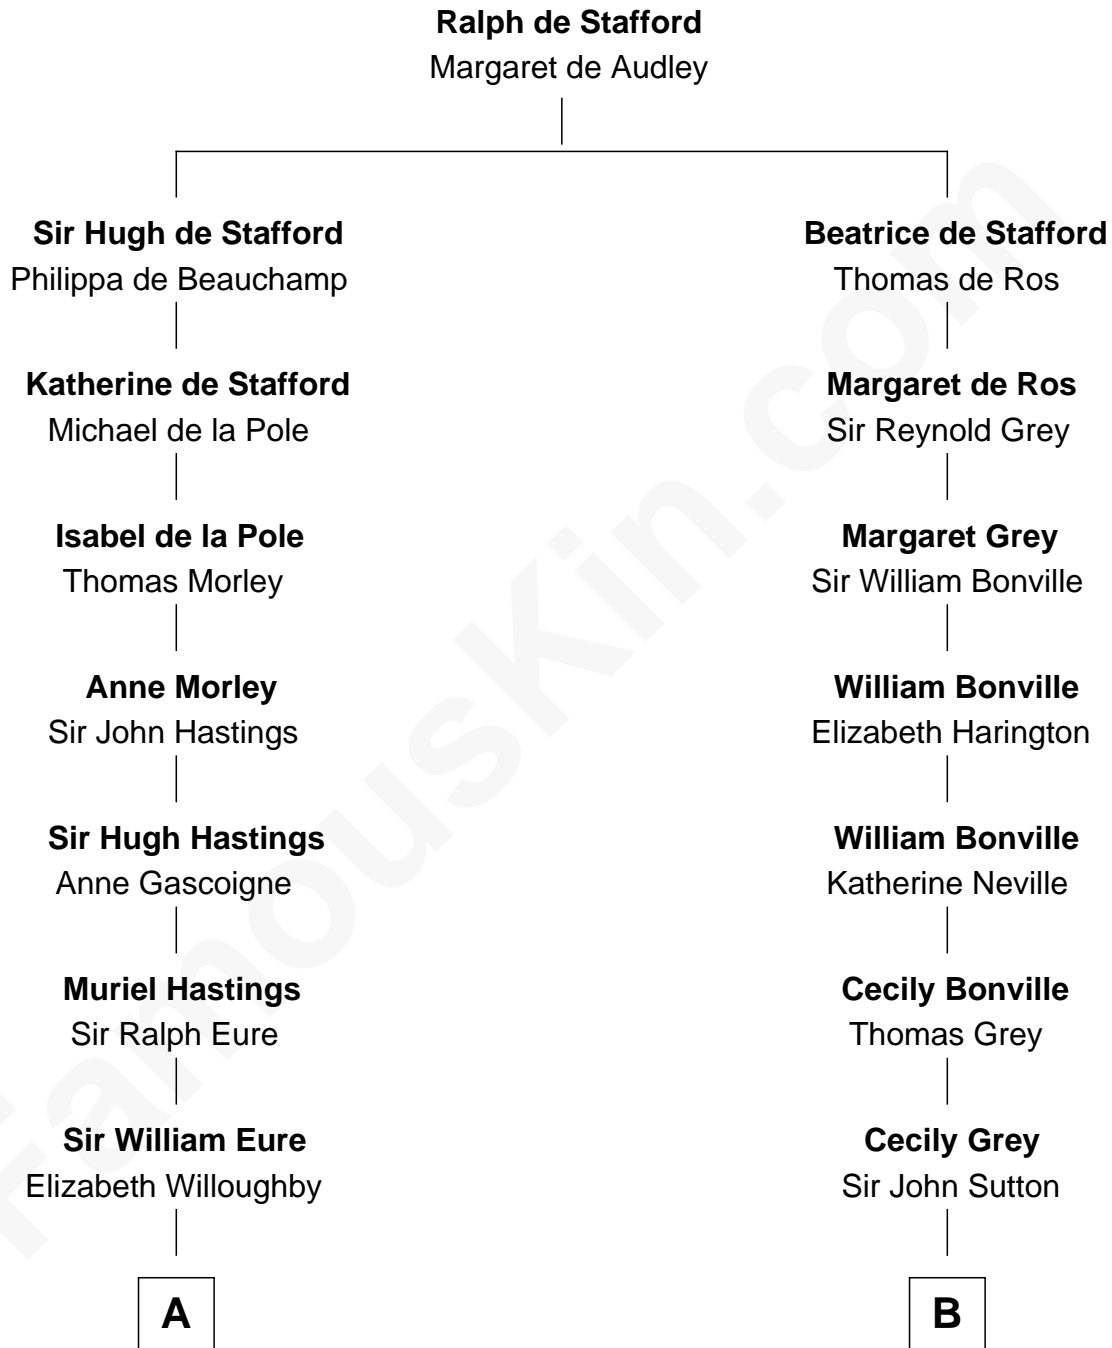 Ralph de Stafford
Margaret de Audley
Sir Hugh de Stafford
Philippa de Beauchamp
Katherine de Stafford
Michael de la Pole
Isabel de la Pole
Thomas Morley
Anne Morley
Sir John Hastings
Sir Hugh Hastings
Anne Gascoigne
Muriel Hastings
Sir Ralph Eure
Sir William Eure
Elizabeth Willoughby
A
Beatrice de Stafford
Thomas de Ros
Margaret de Ros
Sir Reynold Grey
Margaret Grey
Sir William Bonville
William Bonville
Elizabeth Harington
William Bonville
Katherine Neville
Cecily Bonville
Thomas Grey
Cecily Grey
Sir John Sutton
B
FamousKin.com